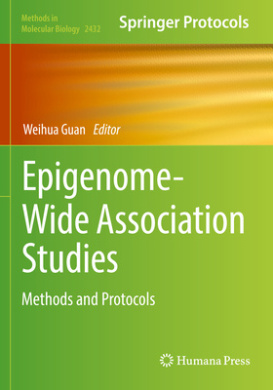 Methods in
Molecular Biology 2432
Springer Protocols
Weihua Guan Editor
Epigenome-
Wide Association
Studies
Methods and Protocols
Humana Press